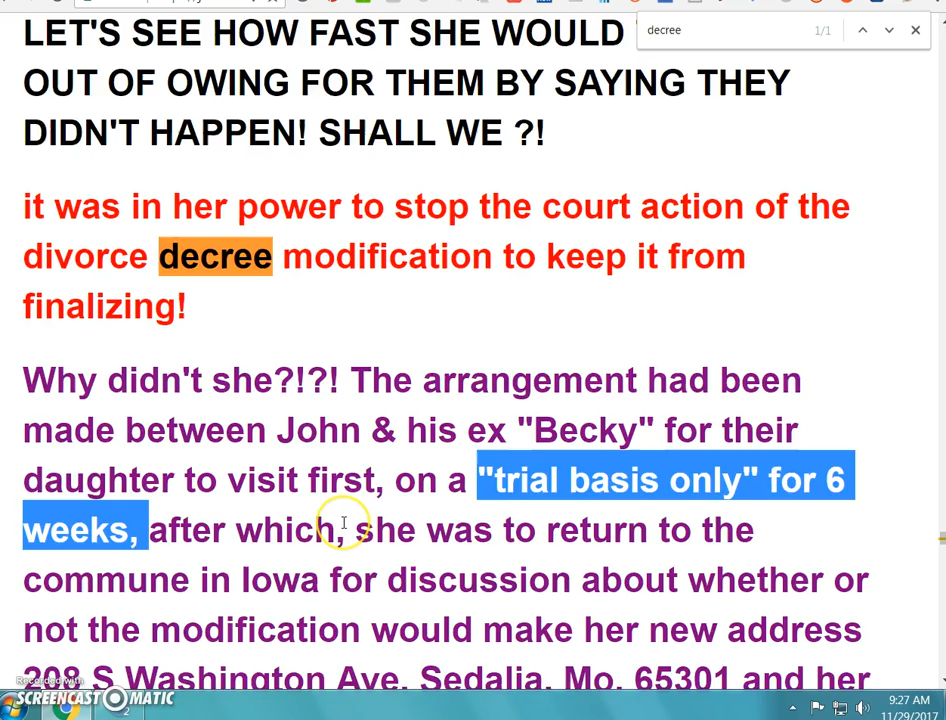 LET'S SEE HOW FAST SHE WOULD
decree 1/1
OUT OF OWING FOR THEM BY SAYING THEY
DIDN'T HAPPEN! SHALL WE ?!
it was in her power to stop the court action of the
divorce decree modification to keep it from
finalizing!
Why didn't she?!?! The arrangement had been
made between John & his ex "Becky" for their
daughter to visit first, on a "trial basis only" for 6
weeks, after which, she was to return to the
commune in Iowa for discussion about whether or
not the modification would make her new address
208 S Washington Ave. Sedalia, Mo. 65301 and her
Recorded with
SCREENCAST-O-MATIC
2
9:27 AM
11/29/2017